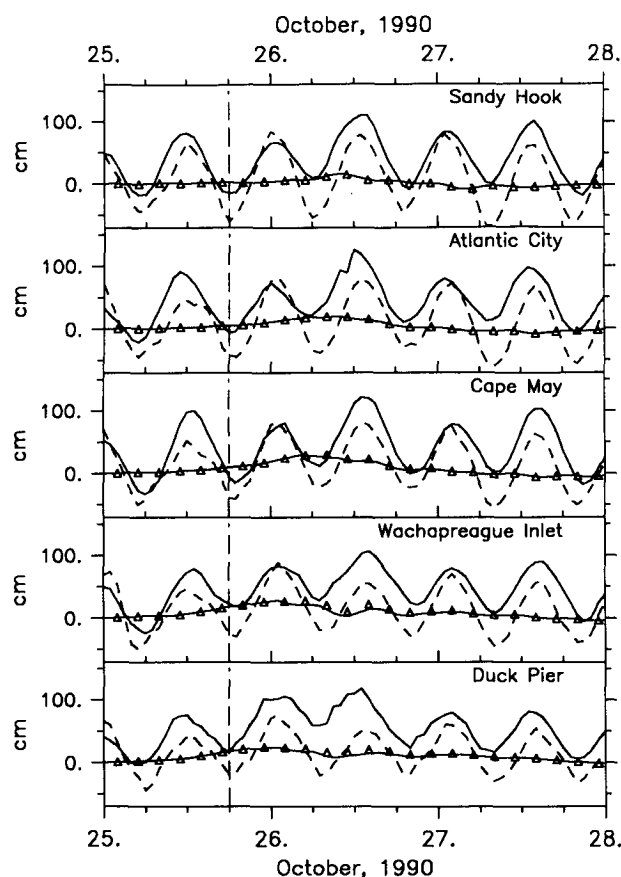 October, 1990
25. 26. 27. 28.
Sandy Hook
100.
0.
cm
Atlantic City
100.
0.
cm
Cape May
100.
0.
cm
Wachapreague Inlet
100.
0.
cm
Duck Pier
100.
0.
cm
25. 26. 27. 28.
October, 1990